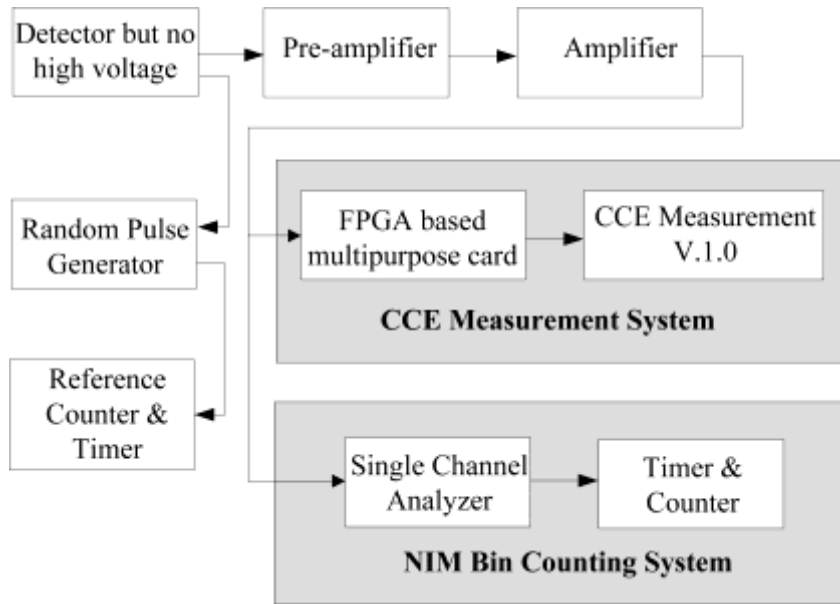 Detector but no
high voltage
Pre-amplifier
Amplifier
Random Pulse
Generator
FPGA based
multipurpose card
CCE Measurement
V.1.0
CCE Measurement System
Reference
Counter &
Timer
Single Channel
Analyzer
Timer &
Counter
NIM Bin Counting System